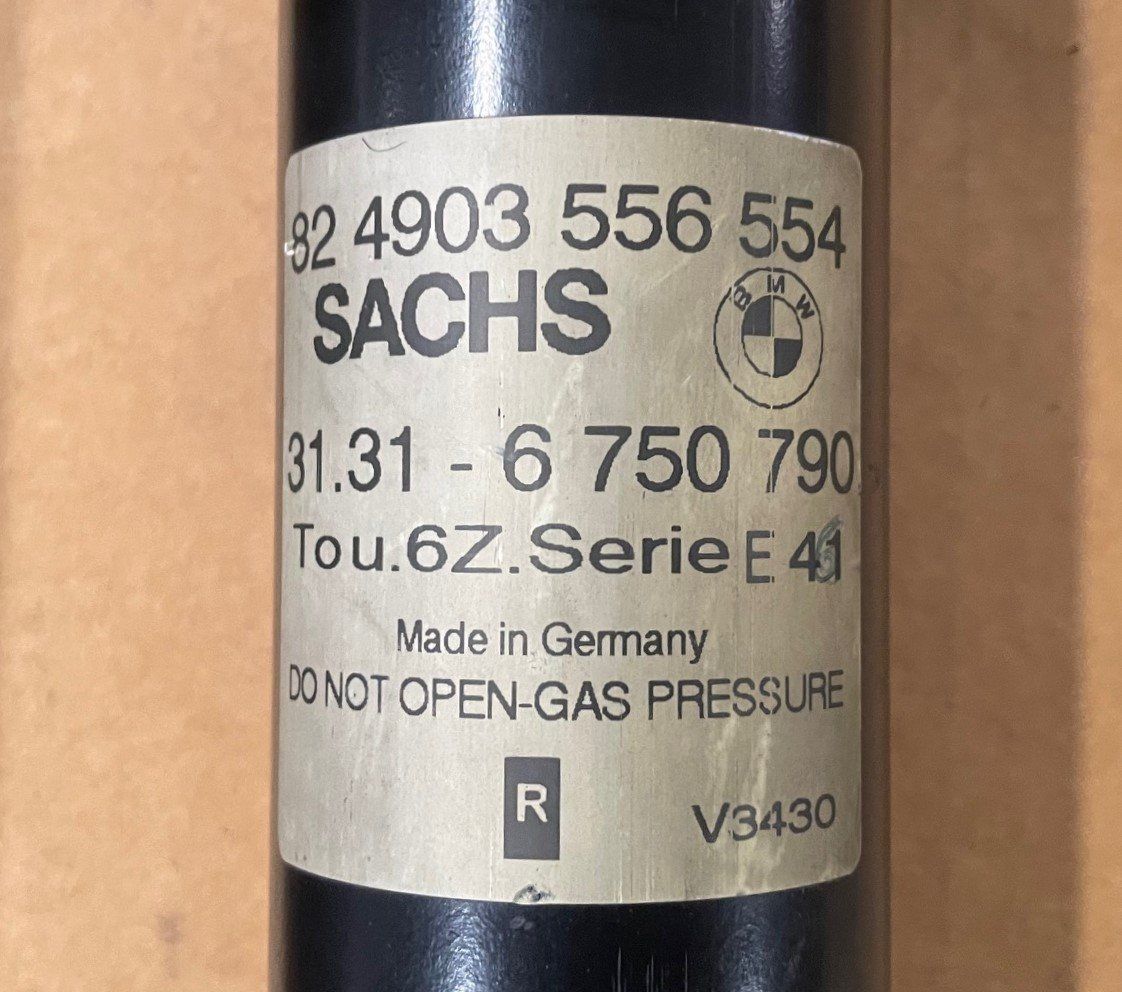 82 4903 556 554
SACHS
BMW
31.31 - 6 750 790
Tou.6Z.Serie E 4
Made in Germany
DO NOT OPEN-GAS PRESSURE
R
V3430